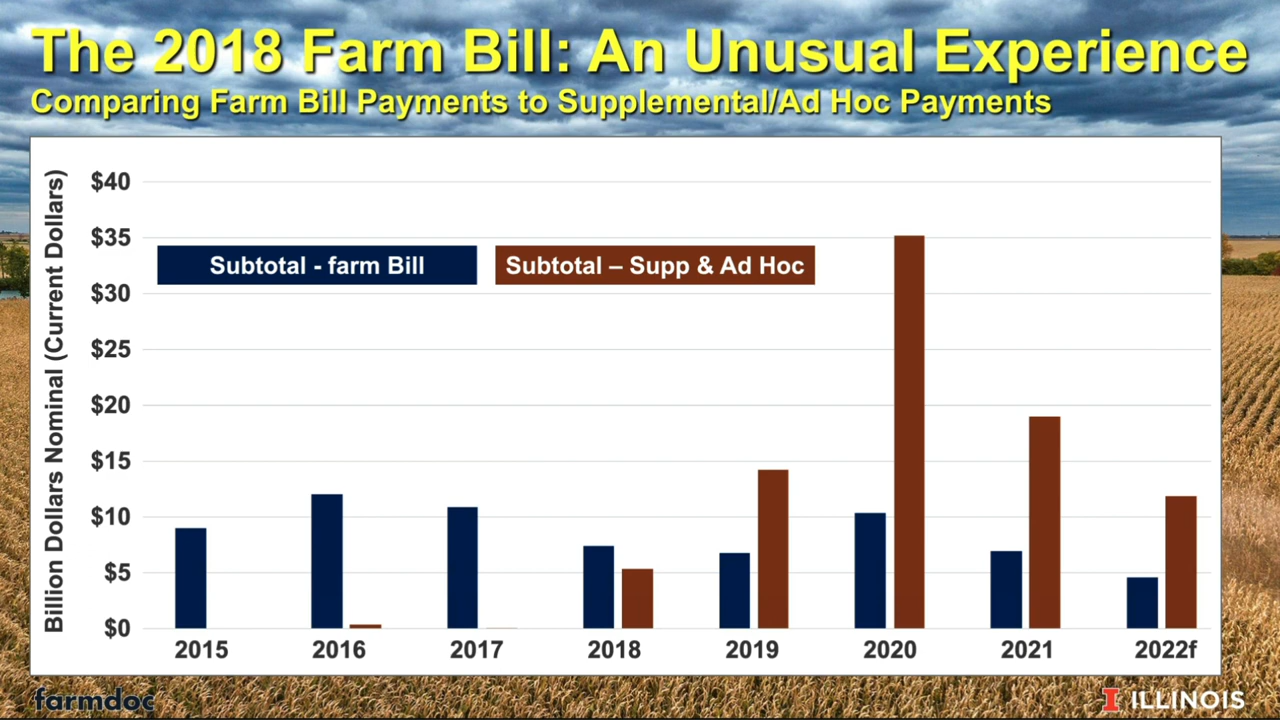 The 2018 Farm Bill: An Unusual Experience
Comparing Farm Bill Payments to Supplemental/Ad Hoc Payments
Billion Dollars Nominal (Current Dollars)
$40
$35
$30
$25
$20
$15
$10
$5
$0
Subtotal - farm Bill
Subtotal – Supp & Ad Hoc
2015 2016 2017 2018 2019 2020 2021 2022f
farmdoc
I ILLINOIS